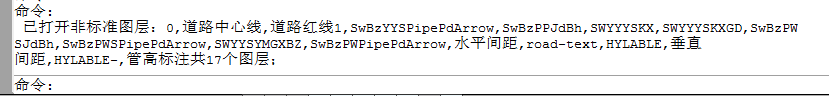 命令:
已打开非标准图层: 0,道路中心线,道路红线1,SwBzYYSPipePdArrow,SwBzPPJdBh,SWYYYSKX,SWYYYSKXGD,SwBzPW
SJdBh,SwBzPWSPipePdArrow,SWYYSYMGXBZ,SwBzPWPipePdArrow,水平间距,road-text,HYLABLE,垂直
间距,HYLABLE-,管高标注共17个图层;
命令: